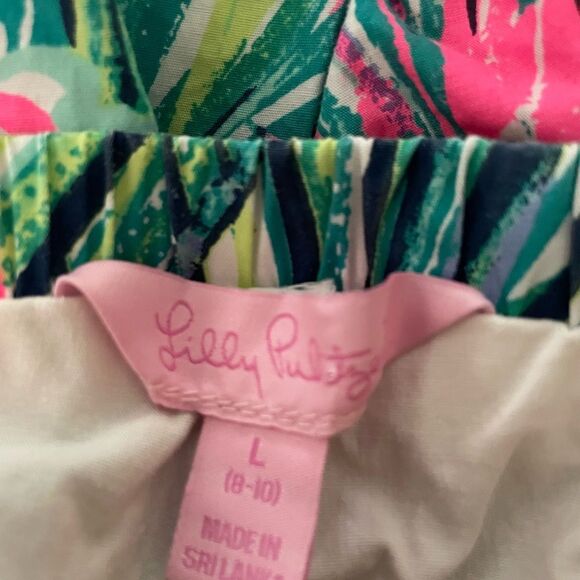 Lilly Pulitzer
L
(8-10)
MADE IN
SRI LANKA